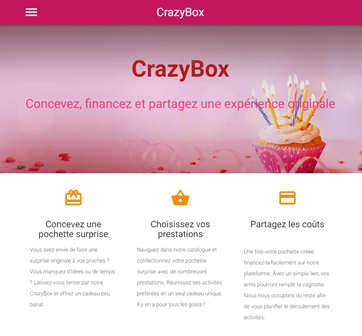 CrazyBox
CrazyBox
Concevez, financez et partagez une expérience originale
Concevez une
pochette surprise
Vous avez envie de faire une
surprise originale à vos proches ?
Vous manquez d'idées ou de temps
? Laissez-vous tenter par notre
CrazyBox et offrez un cadeau peu
banal.
Choisissez vos
prestations
Naviguez dans notre catalogue et
confectionnez votre pochette
surprise avec de nombreuses
prestations. Réunissez ses activités
préférées en un seul cadeau unique.
Il y en a pour tous les goûts !
Partagez les coûts
Une fois votre pochette créée,
financez-la facilement sur notre
plateforme. Avec un simple lien, vos
amis pourront remplir la cagnotte.
Nous nous occupons du reste afin
de vous planifier le déroulement des
activités.